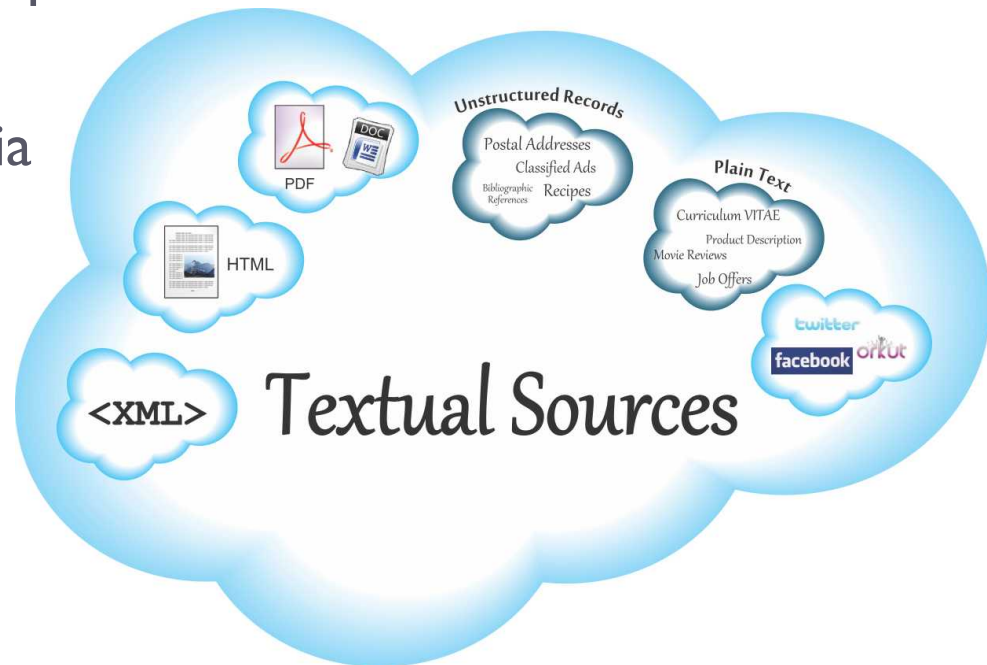 ia
PDF
DOC
W
HTML
<XML>
Unstructured Records
Postal Addresses
Classified Ads
Bibliographic
References
Recipes
Plain Text
Curriculum VITAE
Product Description
Movie Reviews
Job Offers
twitter
facebook
orkut
Textual Sources